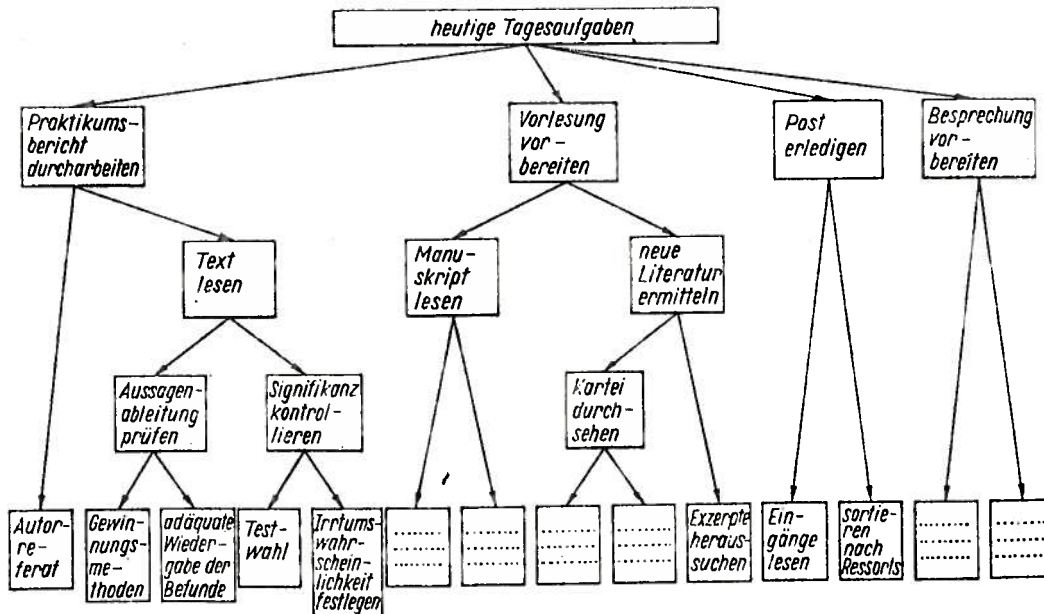 heutige Tagesaufgaben
Praktikums-
bericht
durcharbeiten
Vorlesung
vor-
bereiten
Post
erledigen
Besprechung
vor-
bereiten
Text
lesen
Manu-
skript
lesen
neue
Literatur
ermitteln
Aussagen-
ableitung
prüfen
Signifikanz
kontrol-
lieren
Kartei
durch-
sehen
Autor-
re-
ferat
Gewin-
nungs-
me-
thoden
adäquate
Wieder-
gabe der
Befunde
Test-
wahl
Irrtums-
wahr-
schein-
lichkeit
festlegen
............
............
............
............
............
............
............
............
............
............
............
............
Exzerpte
heraus-
suchen
Ein-
gänge
lesen
sortie-
ren
nach
Ressorts
............
............
............
............
............
............